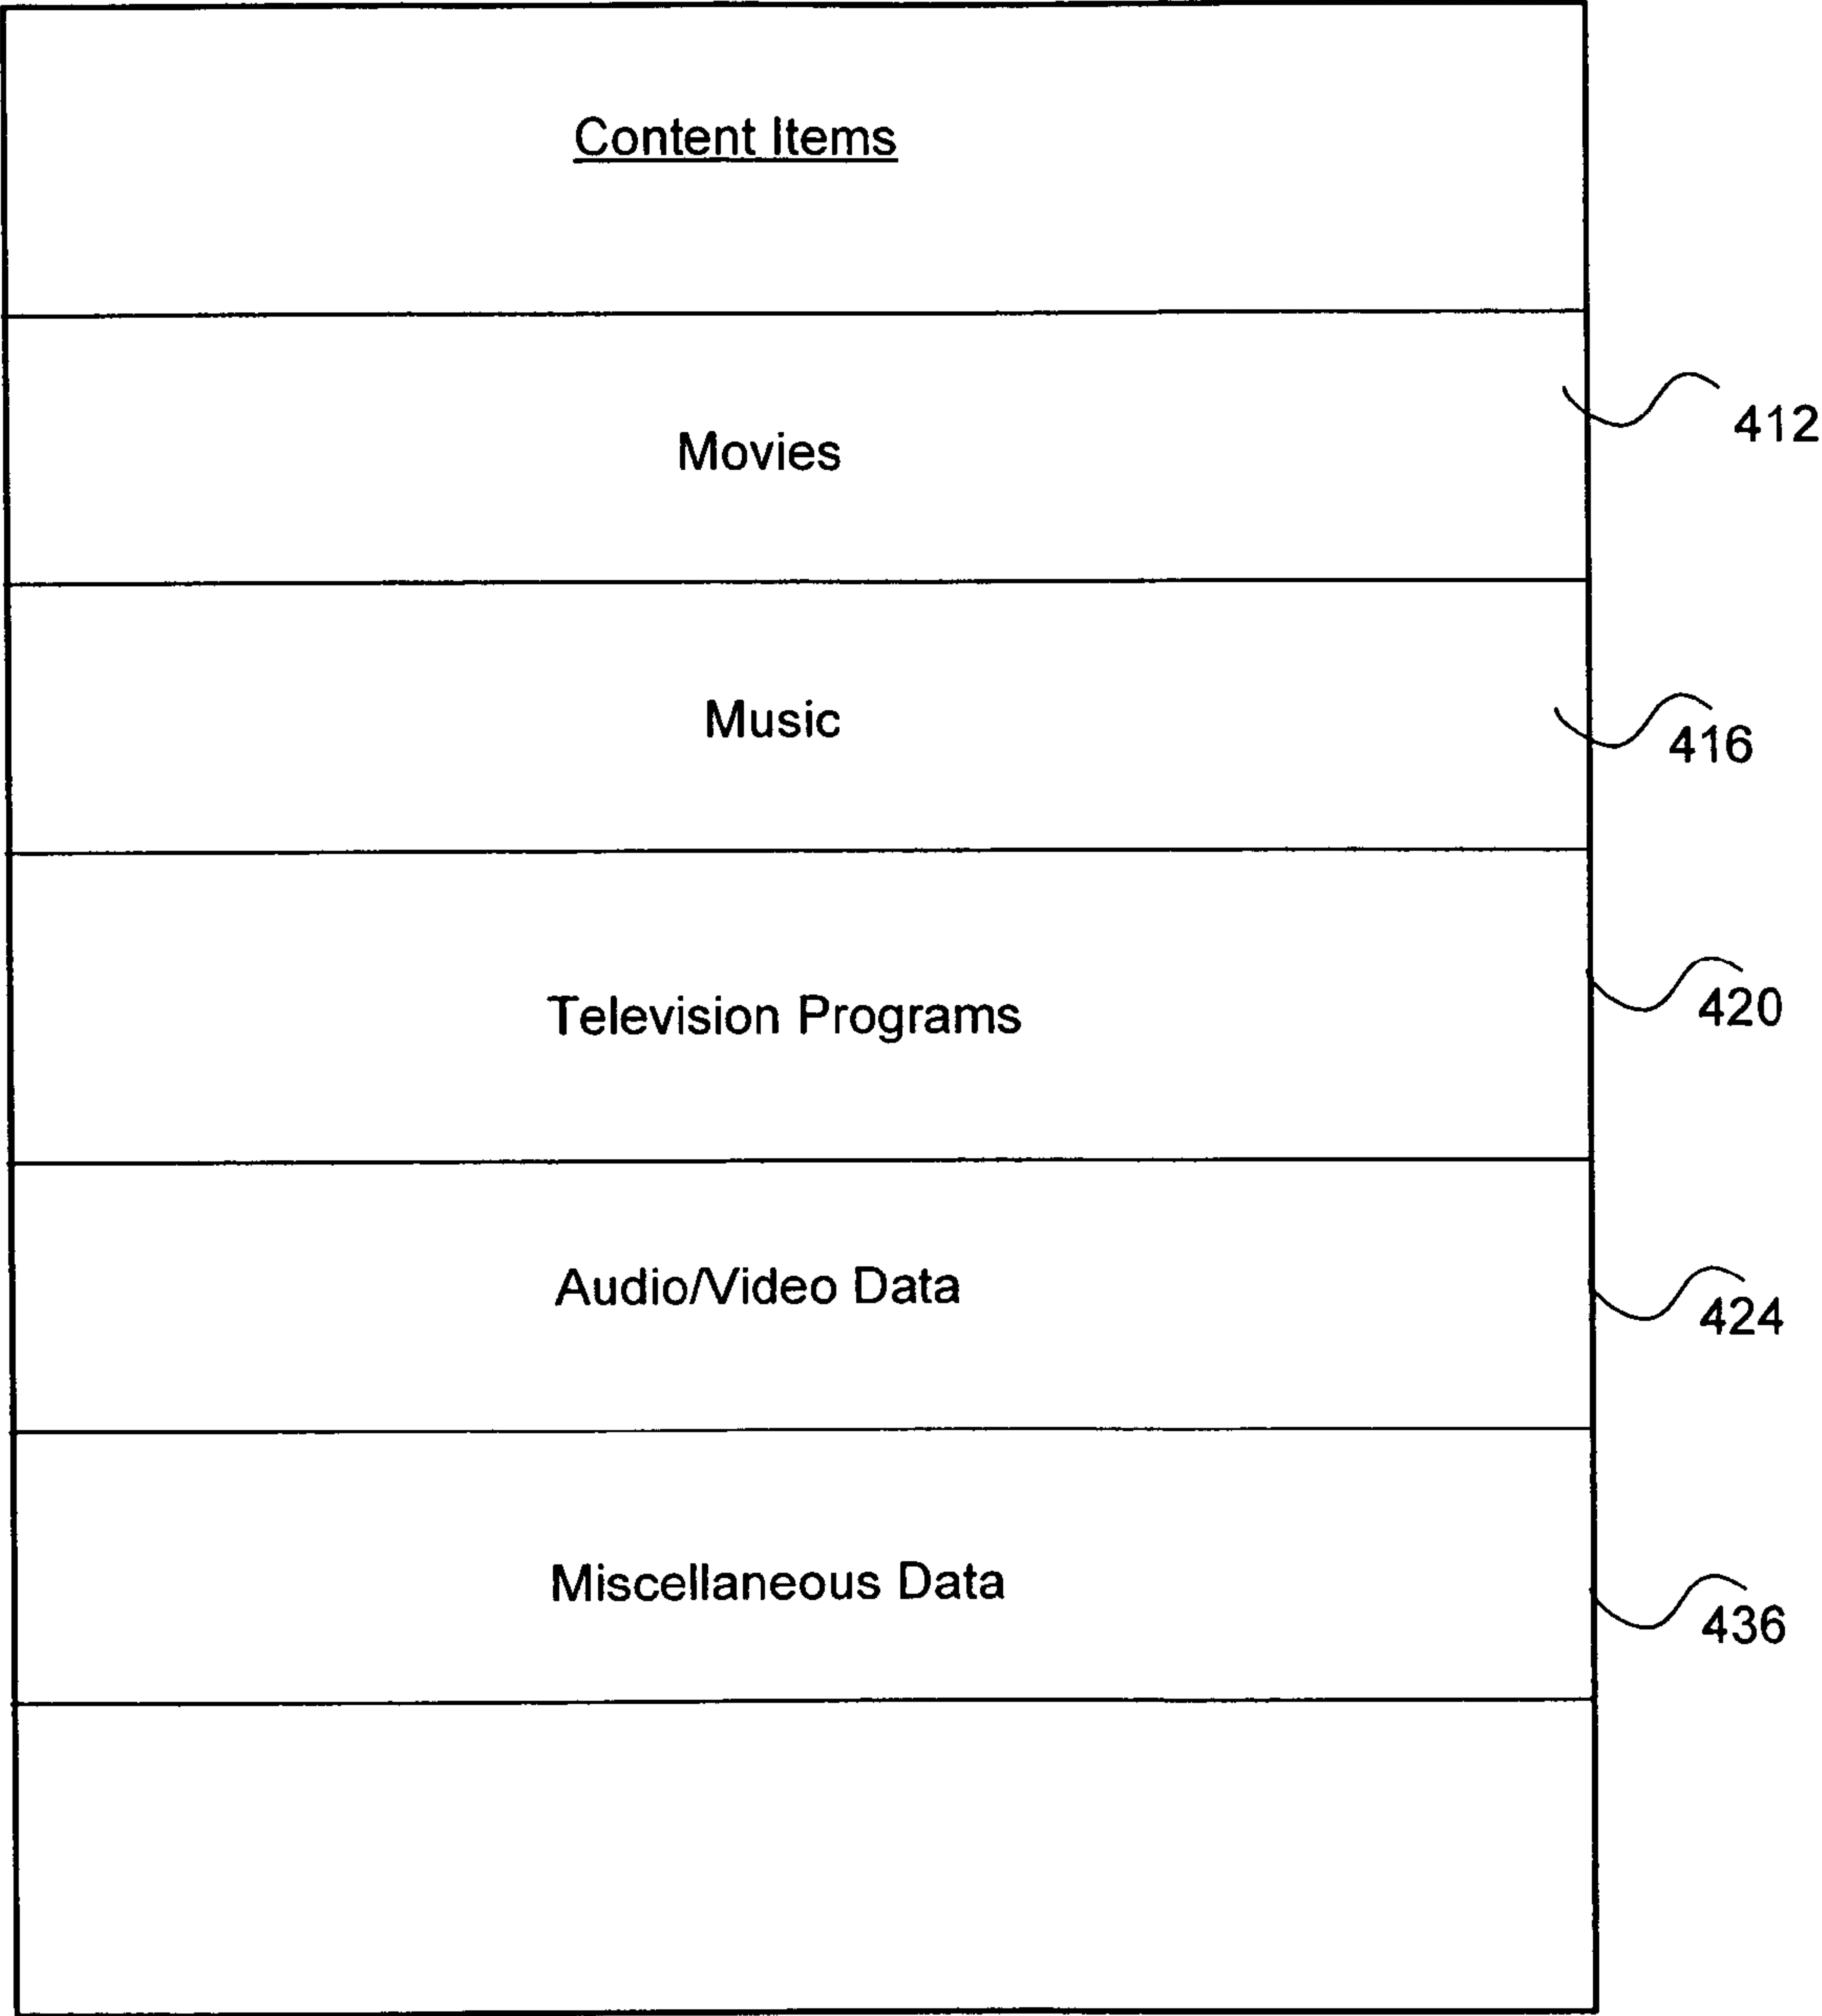 Content Items
Movies
412
Music
416
Television Programs
420
Audio/Video Data
424
Miscellaneous Data
436